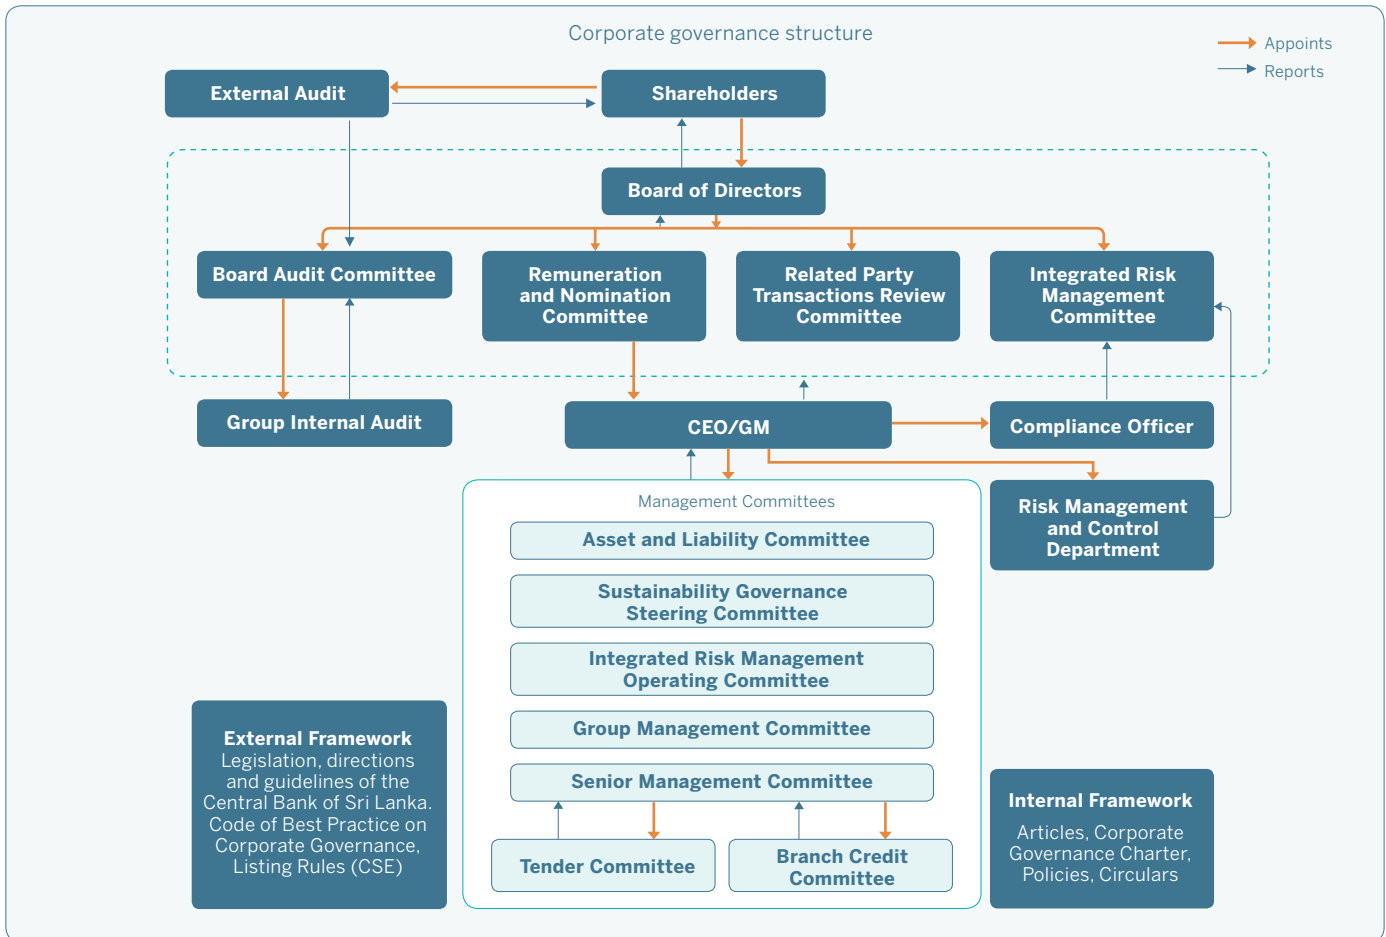 Corporate governance structure
Appoints
Reports
External Audit
Shareholders
Board of Directors
Board Audit Committee
Remuneration
and Nomination
Committee
Related Party
Transactions Review
Committee
Integrated Risk
Management
Committee
Group Internal Audit
CEO/GM
Compliance Officer
Risk Management
and Control
Department
Management Committees
Asset and Liability Committee
Sustainability Governance
Steering Committee
Integrated Risk Management
Operating Committee
Group Management Committee
Senior Management Committee
Tender Committee
Branch Credit
Committee
External Framework
Legislation, directions
and guidelines of the
Central Bank of Sri Lanka.
Code of Best Practice on
Corporate Governance,
Listing Rules (CSE)
Internal Framework
Articles, Corporate
Governance Charter,
Policies, Circulars